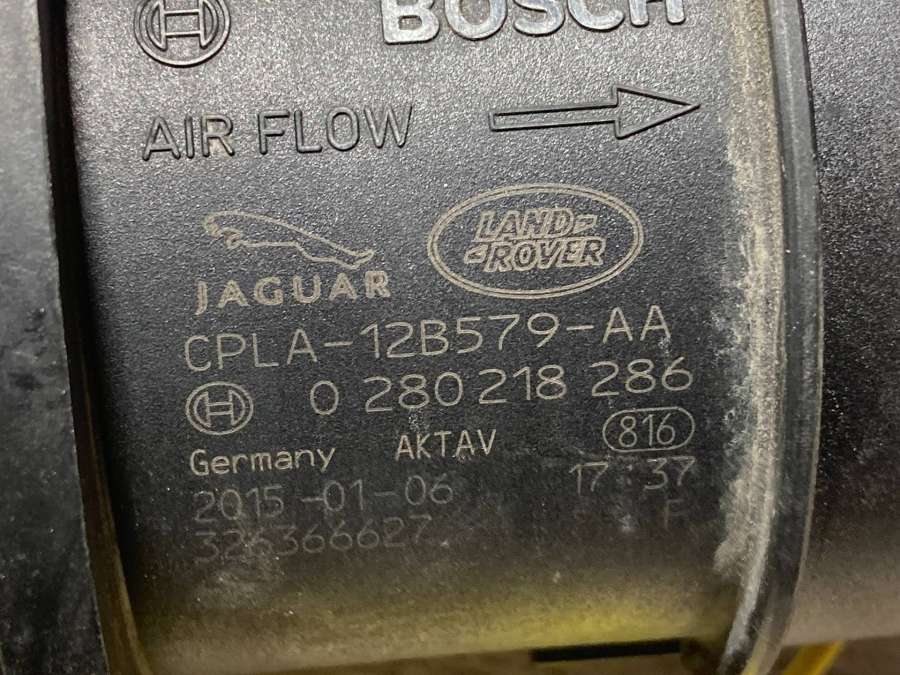 BOSCH
AIR FLOW
JAGUAR
LAND
ROVER
CPLA-12B579-AA
0 280 218 286
Germany AKTAV 816
2015-01-06 17:37
326366627 F